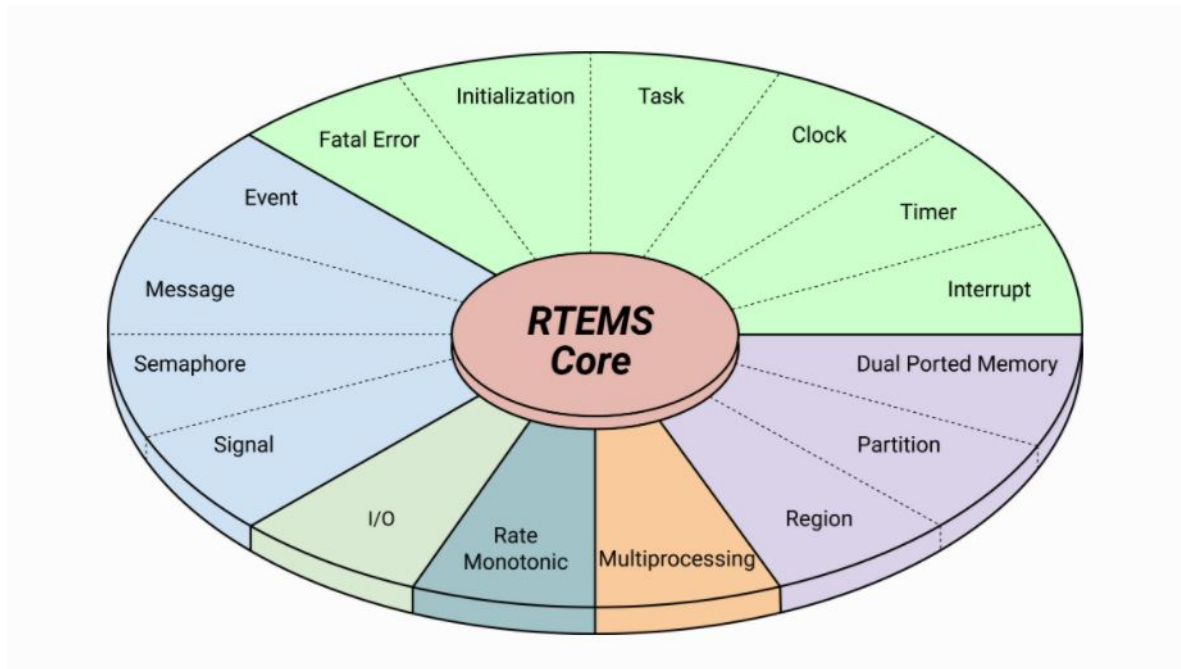 Initialization
Task
Fatal Error
Clock
Event
Timer
Message
Interrupt
RTEMS
Core
Semaphore
Dual Ported Memory
Signal
Partition
I/O
Region
Rate
Monotonic
Multiprocessing